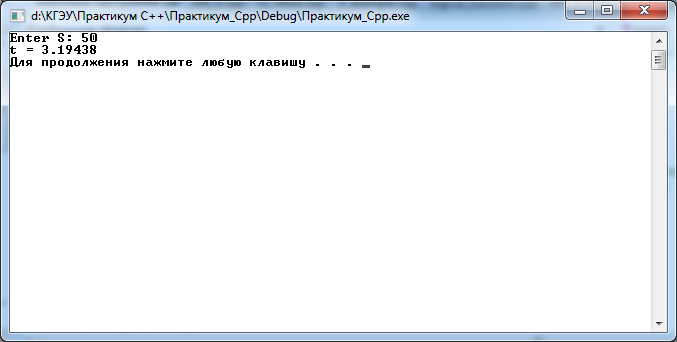 d:\КГЭУ\Практикум C++\Практикум_Cpp\Debug\Практикум_Cpp.exe
Enter S: 50
t = 3.19438
Для продолжения нажмите любую клавишу . . . _